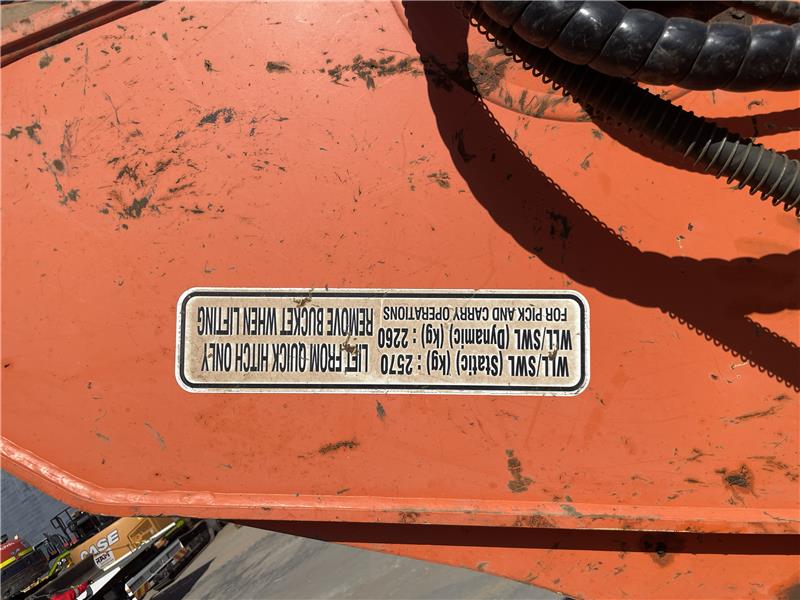 WLL/SWL (Static) (Kg) : 2570
WLL/SWL (Dynamic) (Kg) : 2260
FOR PICK AND CARRY OPERATIONS
LIFT FROM QUICK HITCH ONLY
REMOVE BUCKET WHEN LIFTING
CASE